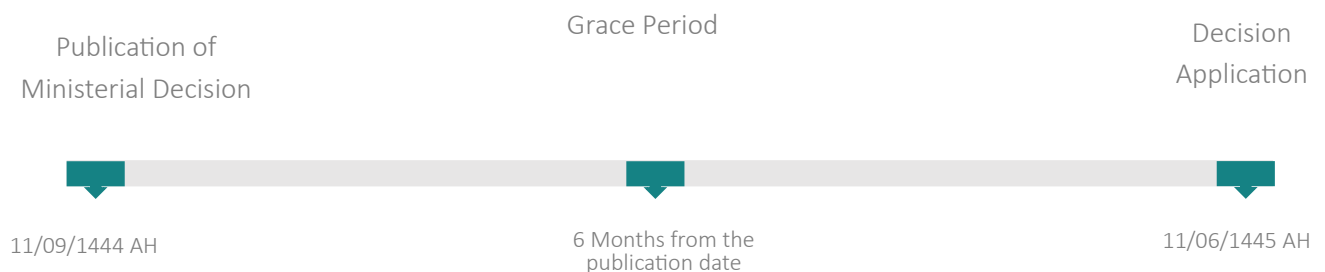 Publication of
Ministerial Decision
Grace Period
Decision
Application
11/09/1444 AH
6 Months from the
publication date
11/06/1445 AH